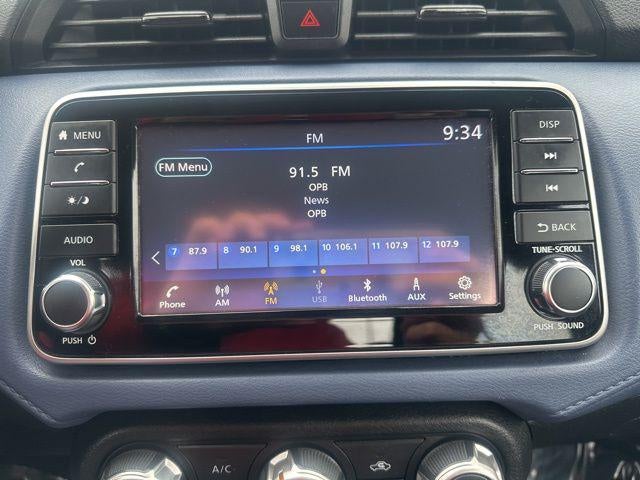 MENU
AUDIO
VOL
PUSH
FM
9:34
FM Menu
91.5 FM
OPB
News
OPB
7 87.9 8 90.1 9 98.1 10 106.1 11 107.9 12 107.9
Phone AM FM USB Bluetooth AUX Settings
DISP
BACK
TUNE·SCROLL
PUSH SOUND
A/C